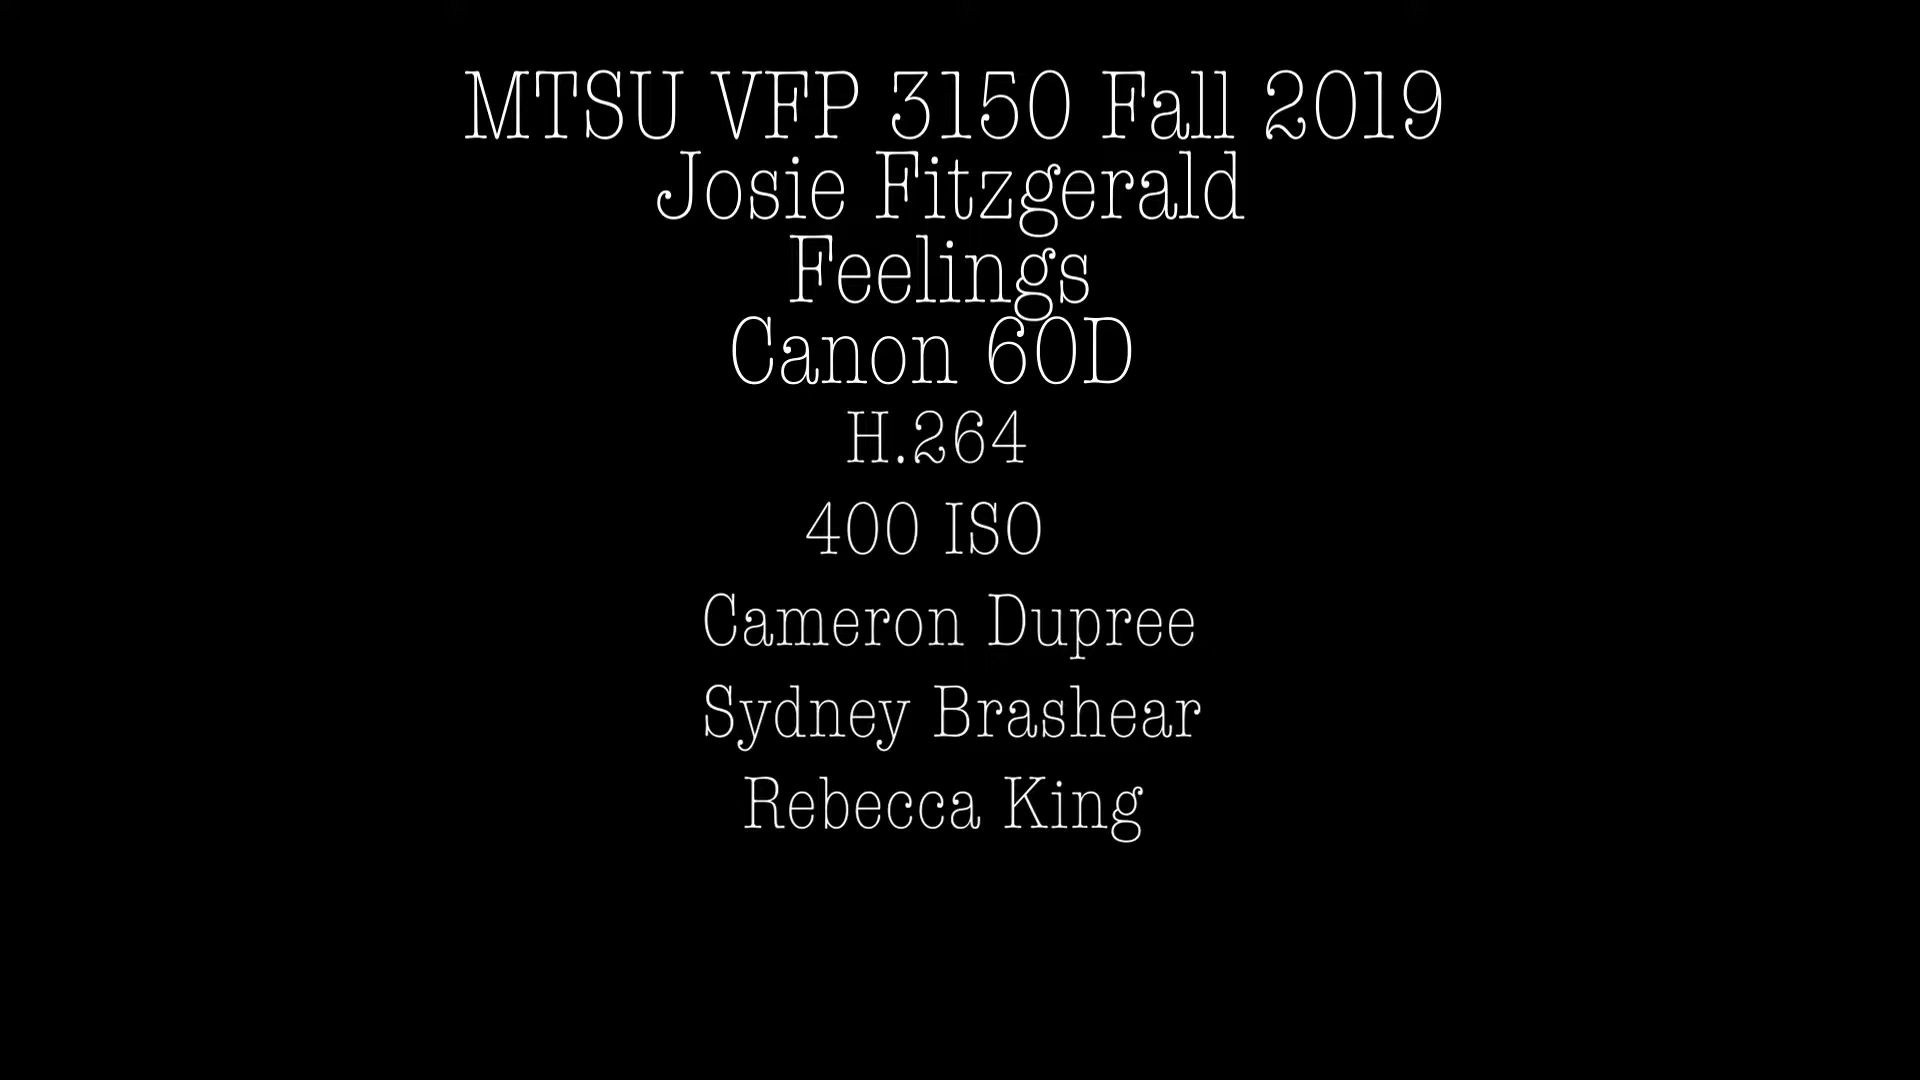 MTSU VFP 3150 Fall 2019
Josie Fitzgerald
Feelings
Canon 60D
H.264
400 ISO
Cameron Dupree
Sydney Brashear
Rebecca King